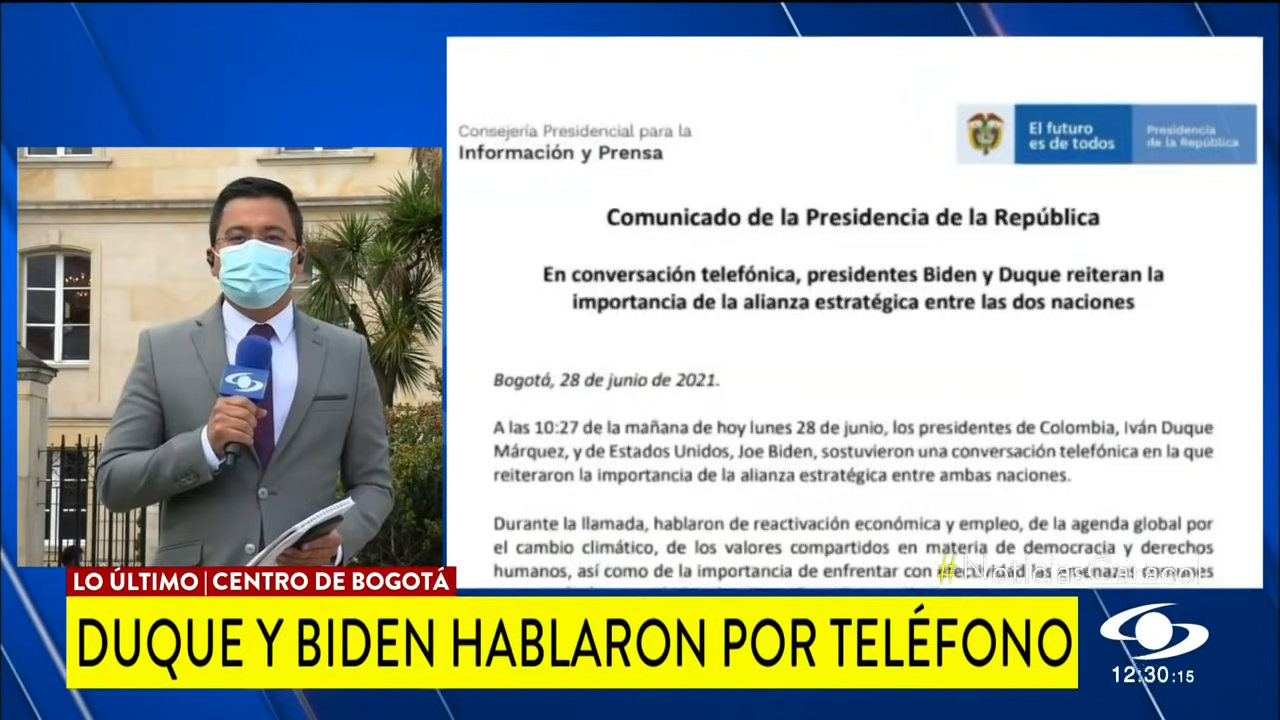 Consejería Presidencial para la
Información y Prensa
El futuro
es de todos
Presidencia
de la República
Comunicado de la Presidencia de la República
En conversación telefónica, presidentes Biden y Duque reiteran la
importancia de la alianza estratégica entre las dos naciones
Bogotá, 28 de junio de 2021.
A las 10:27 de la mañana de hoy lunes 28 de junio, los presidentes de Colombia, Iván Duque
Márquez, y de Estados Unidos, Joe Biden, sostuvieron una conversación telefónica en la que
reiteraron la importancia de la alianza estratégica entre ambas naciones.
Durante la llamada, hablaron de reactivación económica y empleo, de la agenda global por
el cambio climático, de los valores compartidos en materia de democracia y derechos
humanos, así como de la importancia de enfrentar con
#NoticiasCaracol
LO ÚLTIMO | CENTRO DE BOGOTÁ
DUQUE Y BIDEN HABLARON POR TELÉFONO
12:30:15